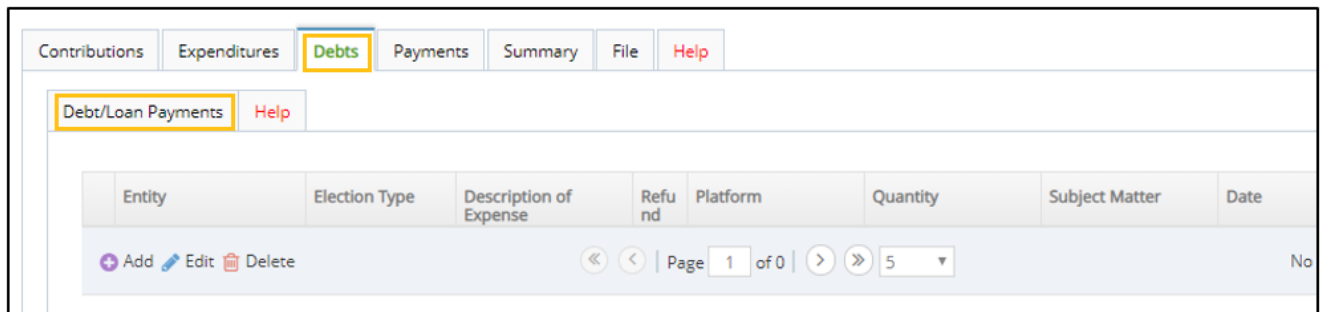 Contributions Expenditures Debts Payments Summary File Help
Debt/Loan Payments Help
Entity Election Type Description of Expense Refu nd Platform Quantity Subject Matter Date
Add Edit Delete Page 1 of 0 5 No